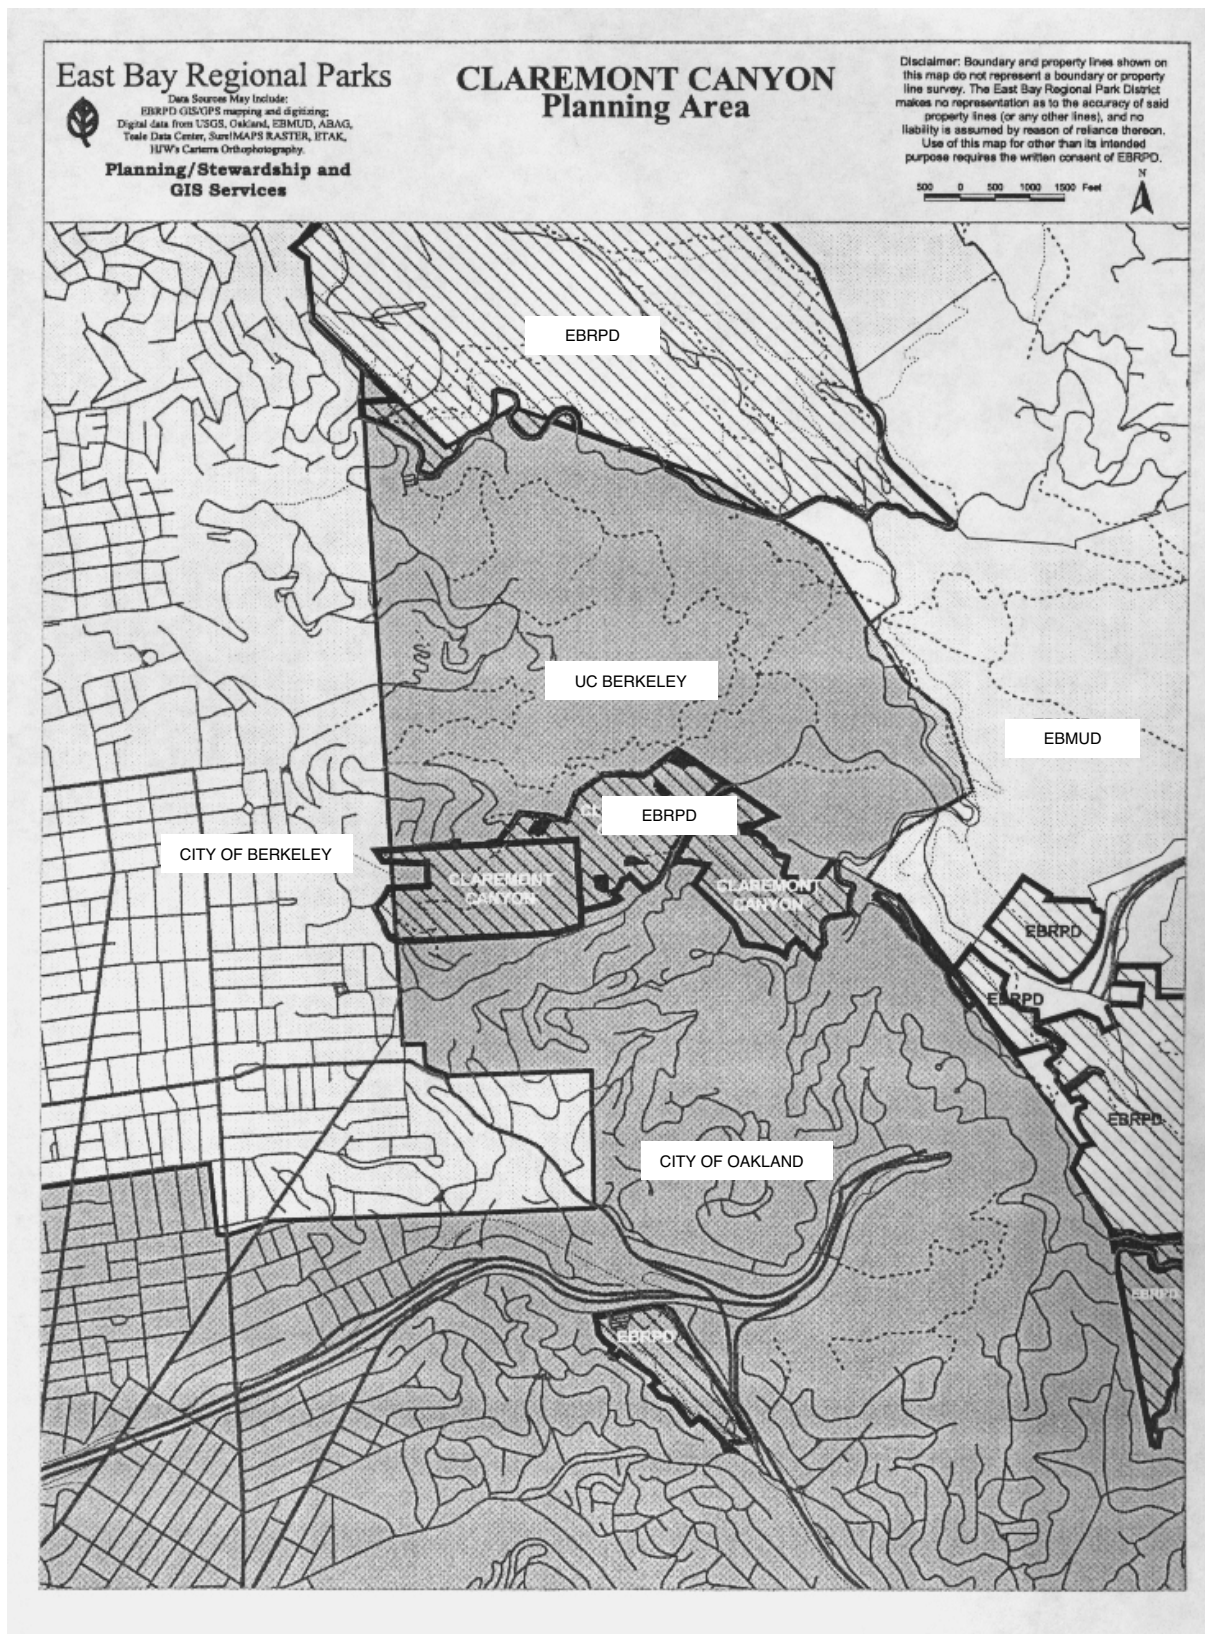 East Bay Regional Parks
Data Sources May Include:
EBRPD GIS/GPS mapping and digitizing;
Digital data from USGS, Oakland, EBMUD, ABAG,
Teale Data Center, Sure!MAPS RASTER, ETAK,
HJW's Carterra Orthophotography.
Planning/Stewardship and
GIS Services
CLAREMONT CANYON
Planning Area
Disclaimer: Boundary and property lines shown on
this map do not represent a boundary or property
line survey. The East Bay Regional Park District
makes no representation as to the accuracy of said
property lines (or any other lines), and no
liability is assumed by reason of reliance thereon.
Use of this map for other than its intended
purpose requires the written consent of EBRPD.
N
500 0 500 1000 1500 Feet
EBRPD
UC BERKELEY
EBMUD
EBRPD
CITY OF BERKELEY
CLAREMONT
CANYON
CLAREMONT
CANYON
EBRPD
EBRPD
EBRPD
CITY OF OAKLAND
EBRPD
EBRPD